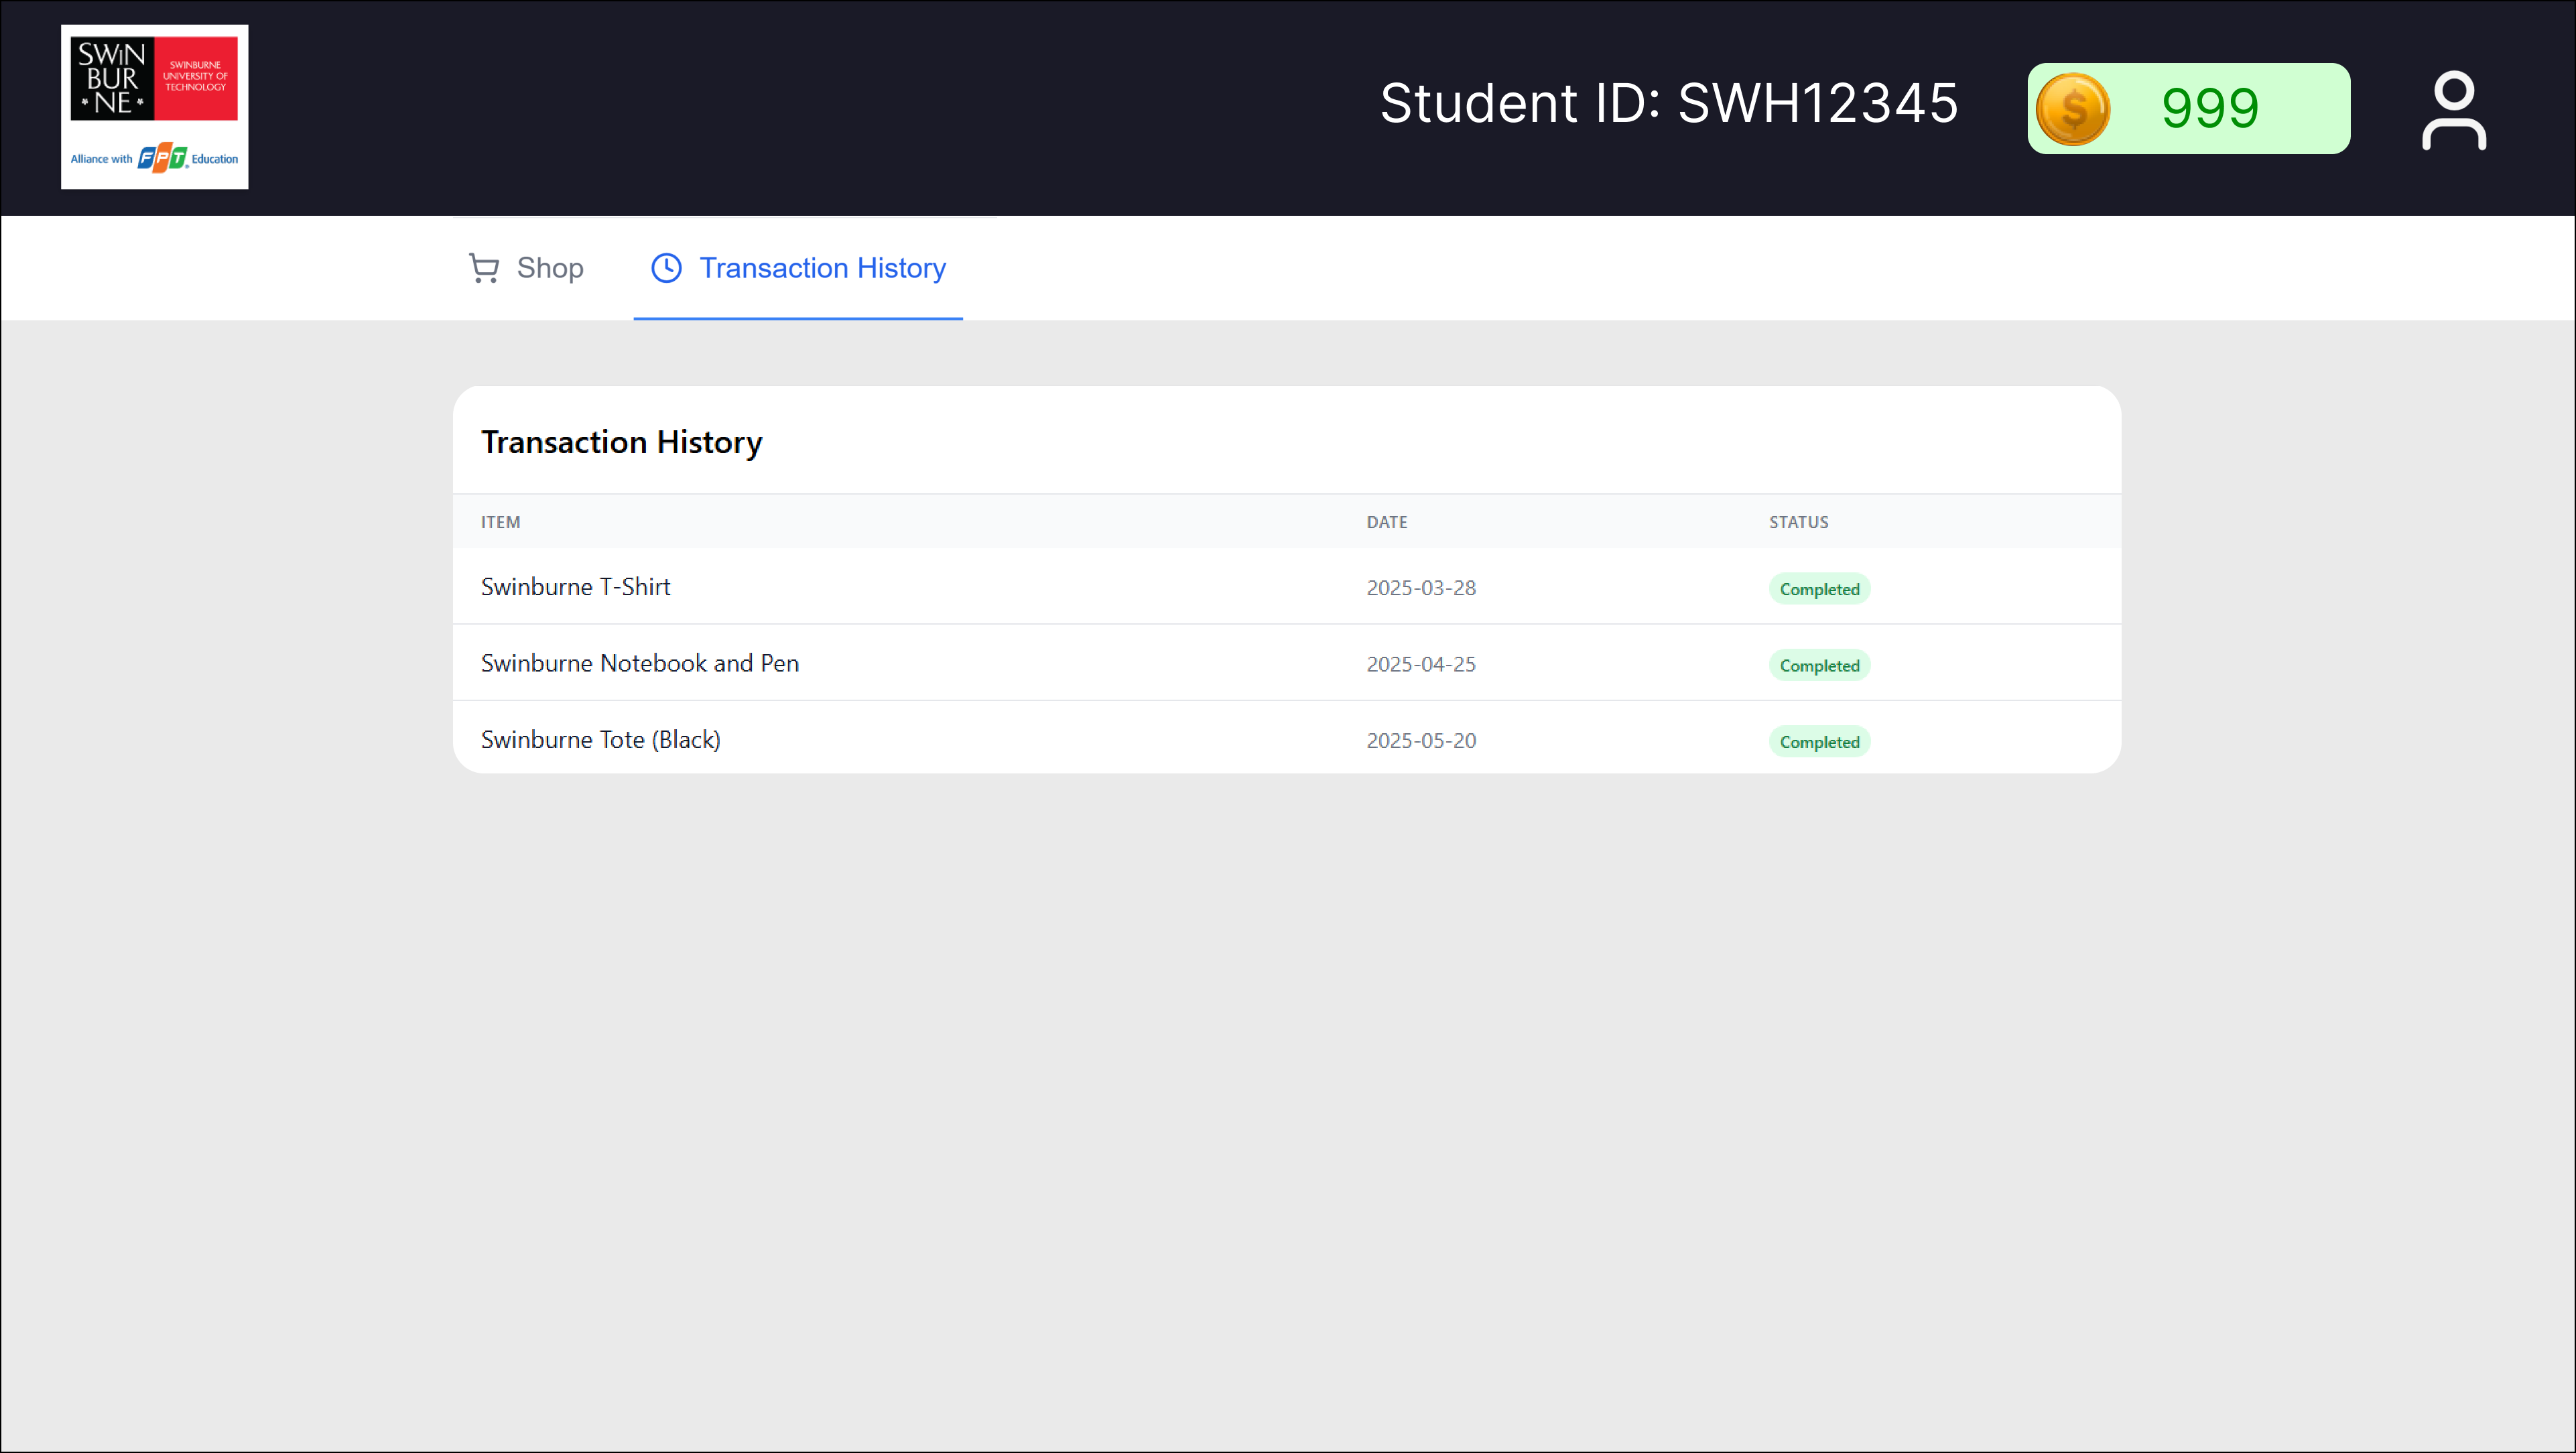 SWiN
BUR
* NE *
SWINBURNE
UNIVERSITY OF
TECHNOLOGY
Alliance with FPT Education
Student ID: SWH12345
$
999
Shop
Transaction History
Transaction History
ITEM DATE STATUS
Swinburne T-Shirt 2025-03-28 Completed
Swinburne Notebook and Pen 2025-04-25 Completed
Swinburne Tote (Black) 2025-05-20 Completed